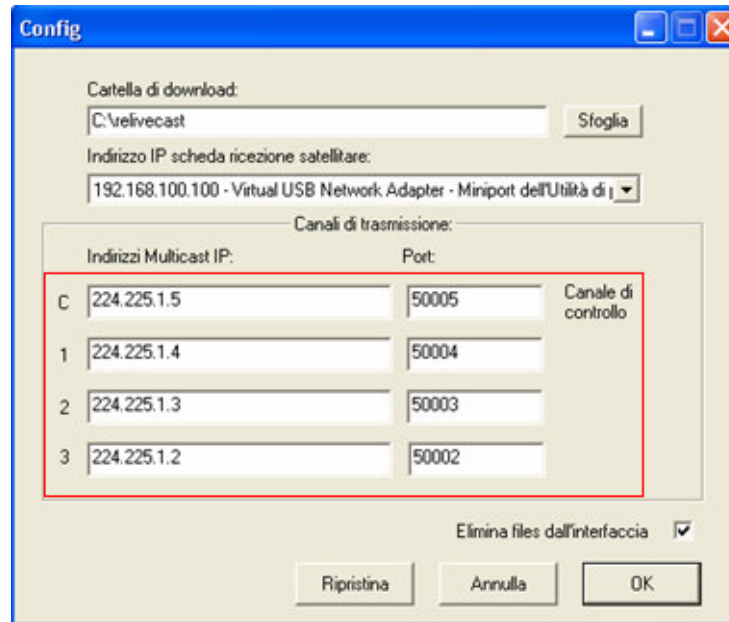 Config
Cartella di download:
C:\relivecast
Sfoglia
Indirizzo IP scheda ricezione satellitare:
192.168.100.100 - Virtual USB Network Adapter - Miniport dell'Utilità di
Canali di trasmissione:
Indirizzi Multicast IP: Port:
C 224.225.1.5 50005 Canale di
controllo
1 224.225.1.4 50004
2 224.225.1.3 50003
3 224.225.1.2 50002
Elimina files dall'interfaccia
Ripristina Annulla OK